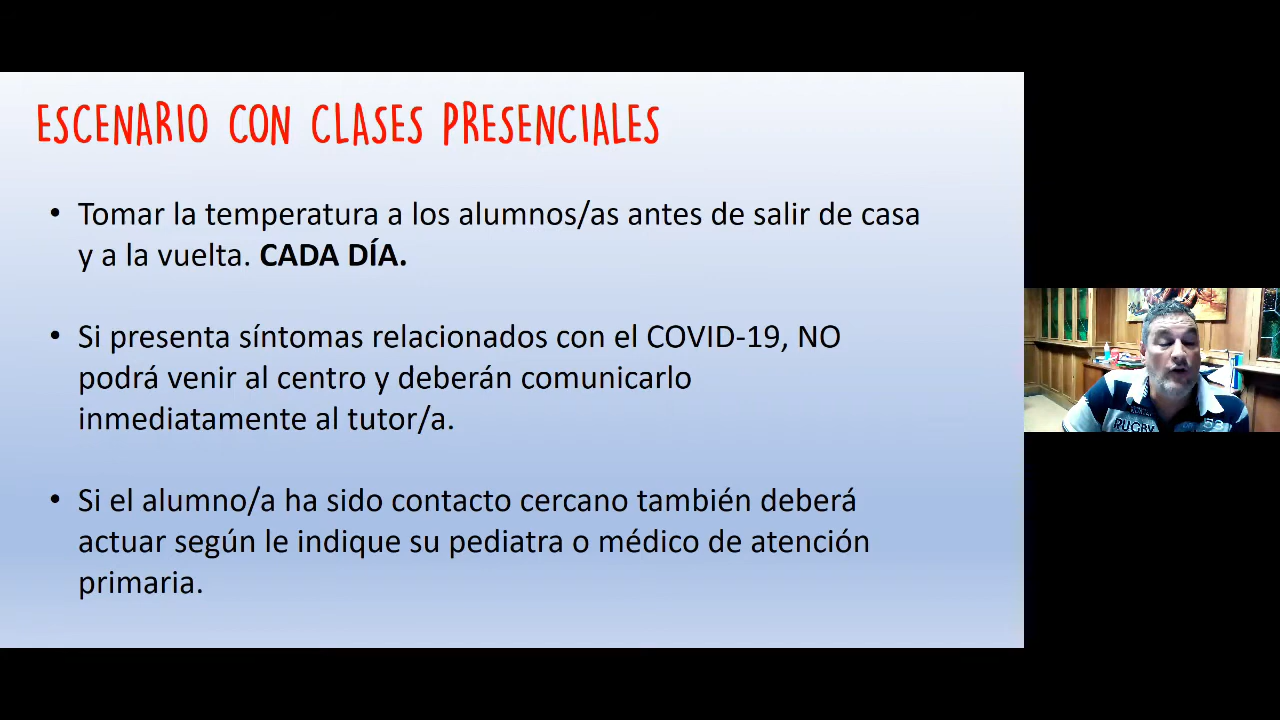 ESCENARIO CON CLASES PRESENCIALES
• Tomar la temperatura a los alumnos/as antes de salir de casa
y a la vuelta. CADA DÍA.
• Si presenta síntomas relacionados con el COVID-19, NO
podrá venir al centro y deberán comunicarlo
inmediatamente al tutor/a.
• Si el alumno/a ha sido contacto cercano también deberá
actuar según le indique su pediatra o médico de atención
primaria.
RUGBY